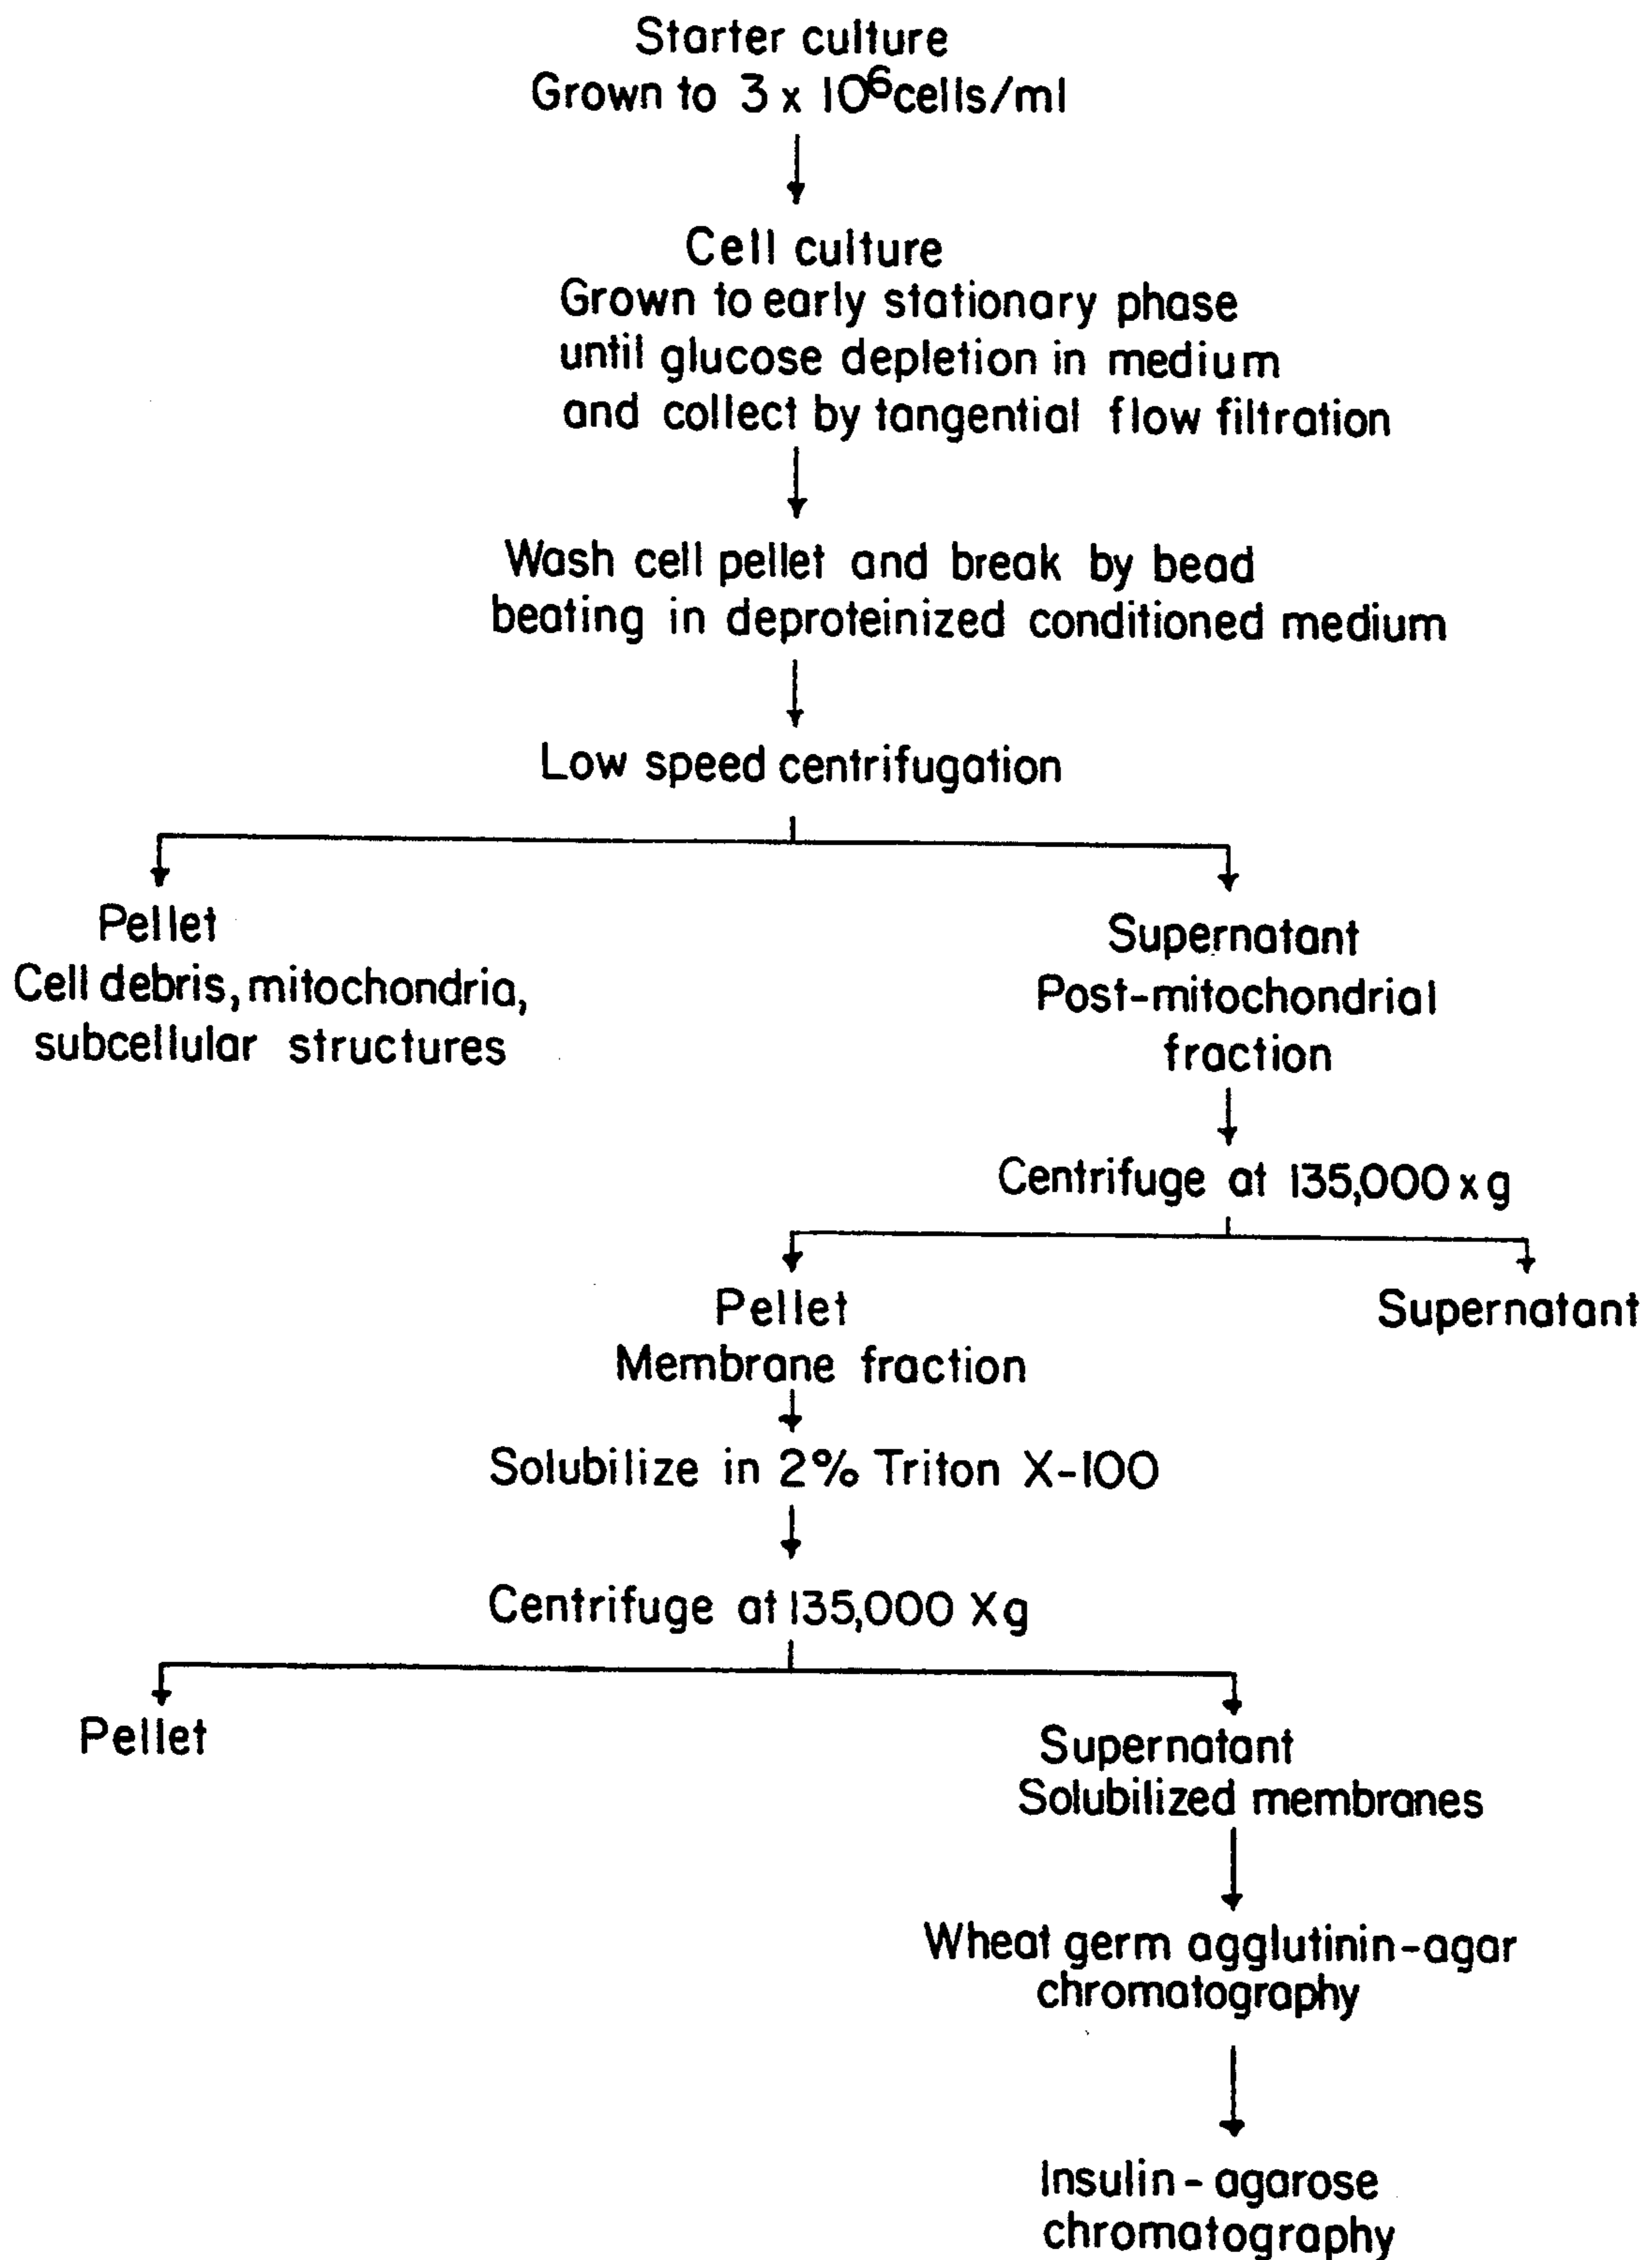 Starter culture
Grown to 3 x 10⁶cells/ml
Cell culture
Grown to early stationary phase
until glucose depletion in medium
and collect by tangential flow filtration
Wash cell pellet and break by bead
beating in deproteinized conditioned medium
Low speed centrifugation
Pellet
Cell debris, mitochondria,
subcellular structures
Supernatant
Post-mitochondrial
fraction
Centrifuge at 135,000 x g
Pellet
Membrane fraction
Supernatant
Solubilize in 2% Triton X-100
Centrifuge at 135,000 Xg
Pellet
Supernatant
Solubilized membranes
Wheat germ agglutinin-agar
chromatography
Insulin - agarose
chromatography